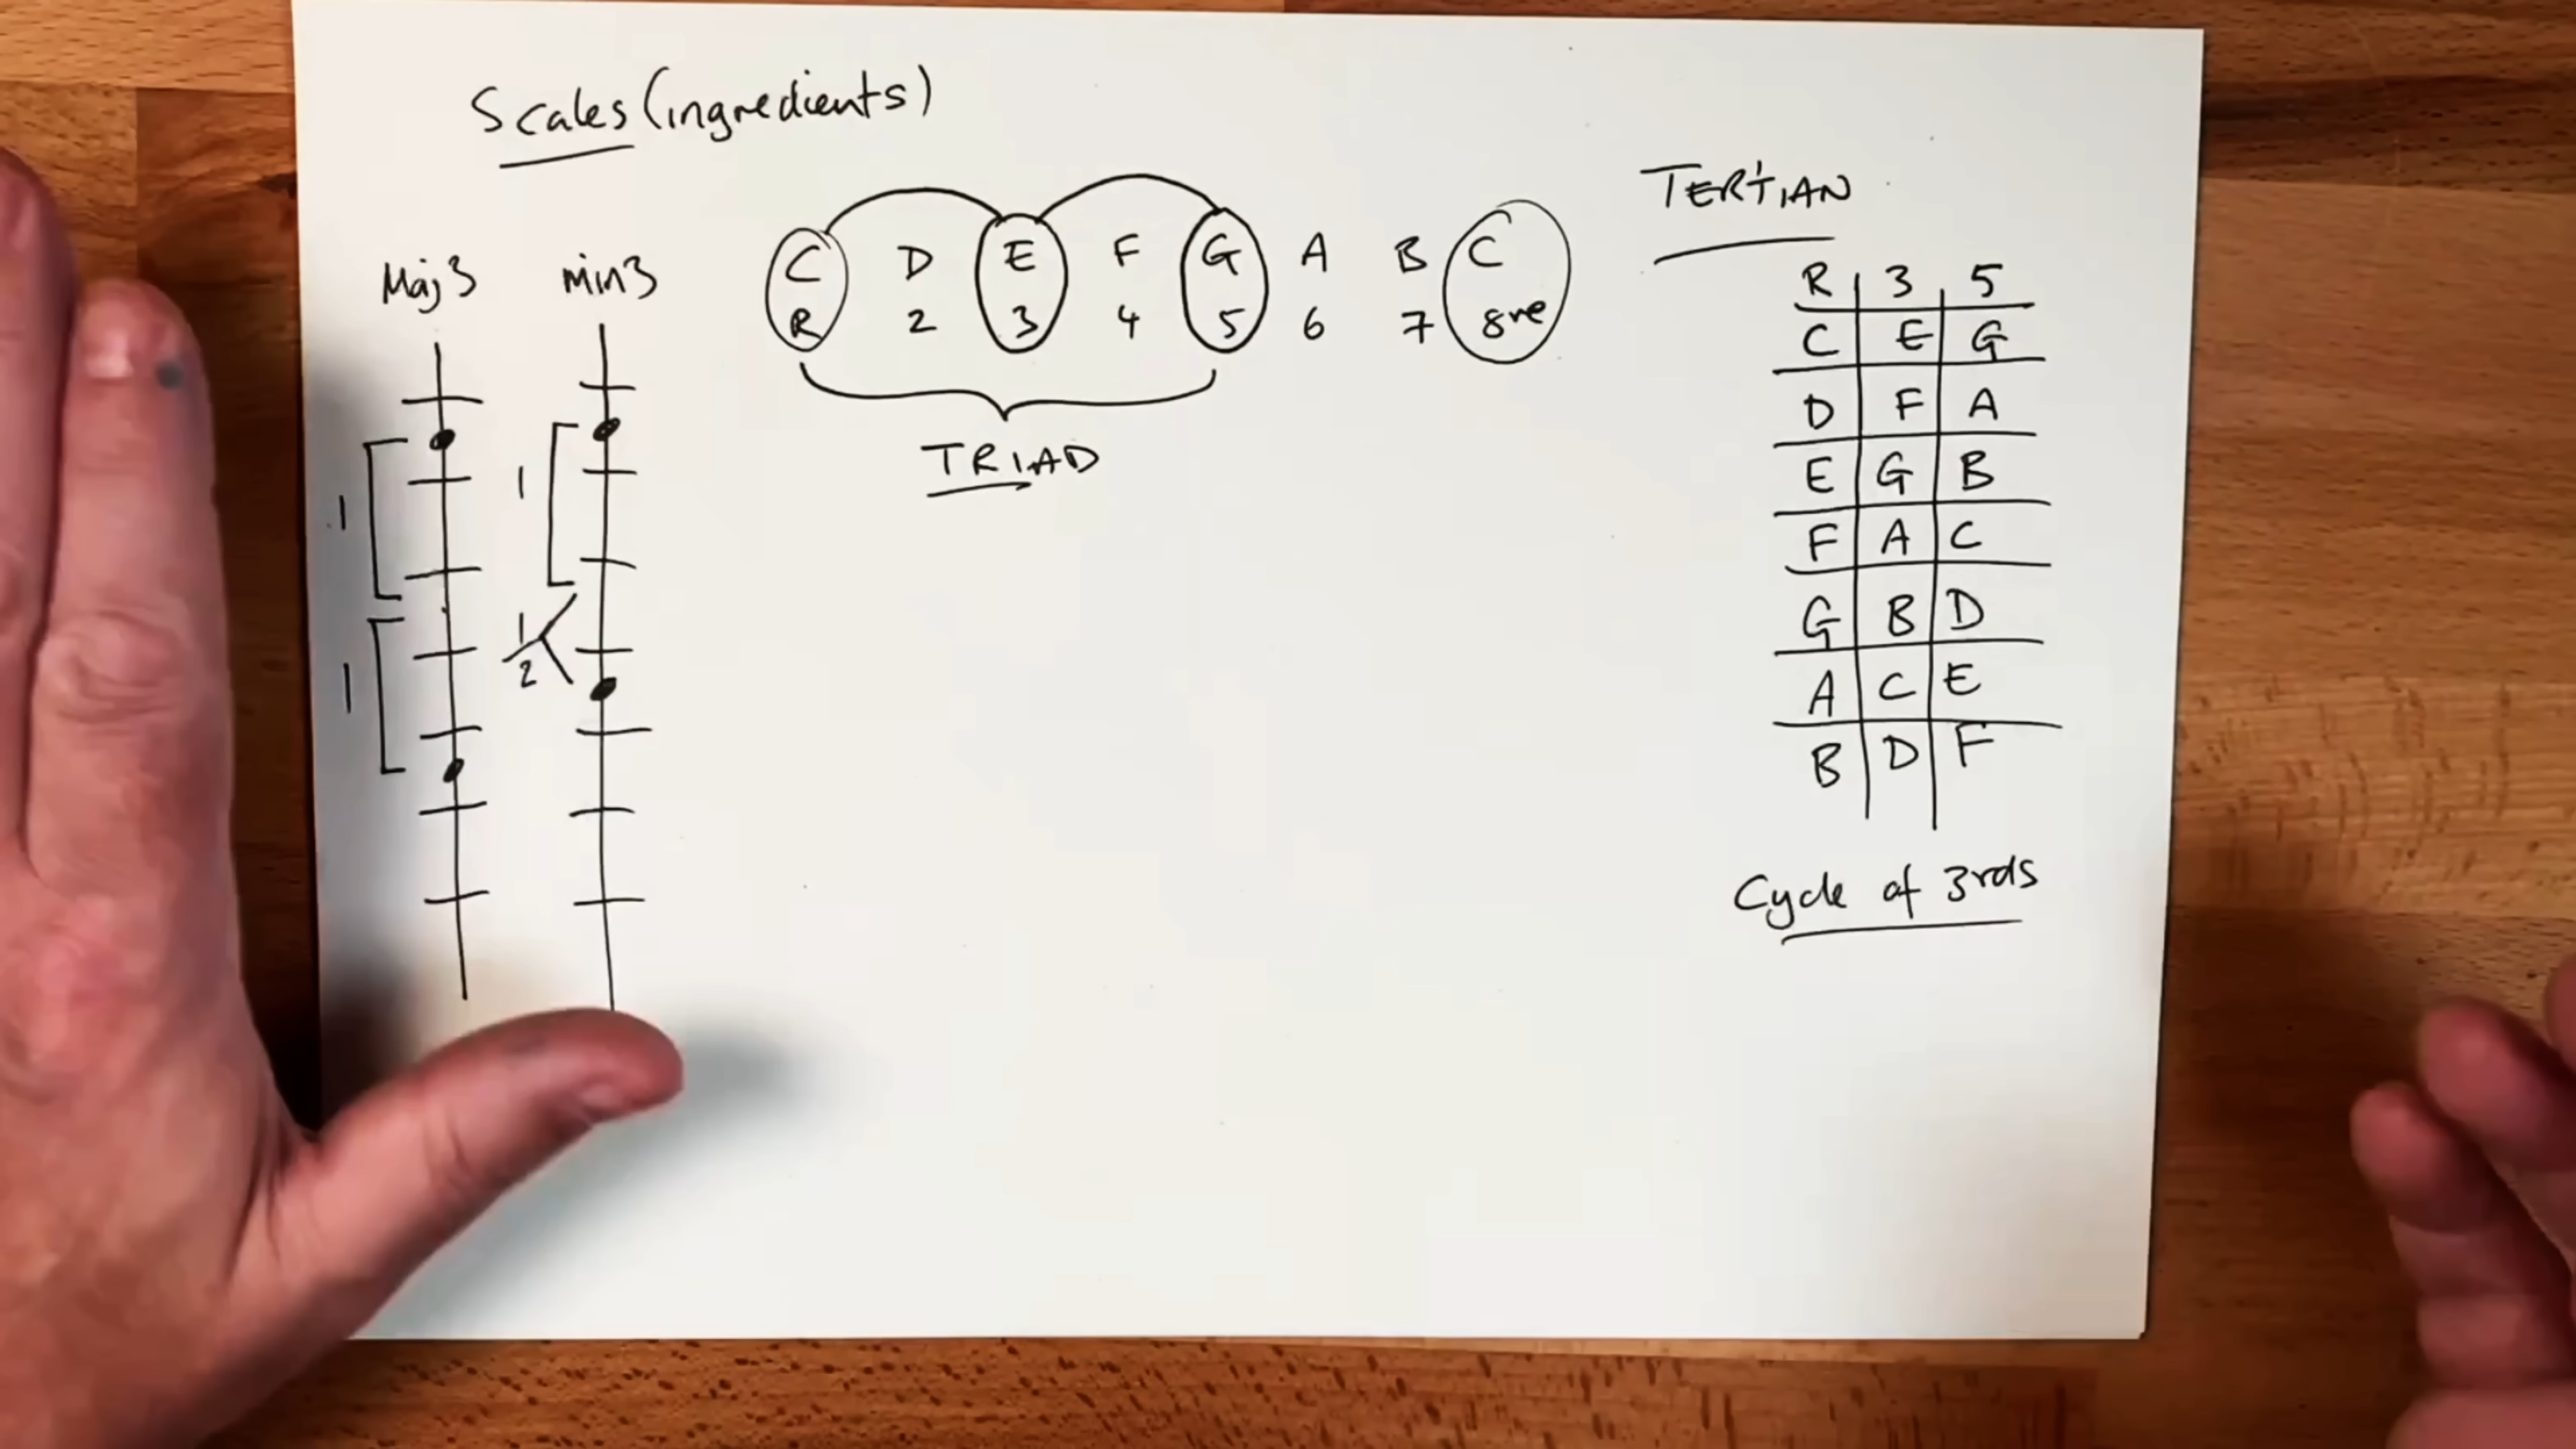 Scales (ingredients)
Maj3 min3
1
1
1
1/2
C D E F G A B C
R 2 3 4 5 6 7 8ve
TRIAD
TERTIAN
R 3 5
C E G
D F A
E G B
F A C
G B D
A C E
B D F
Cycle of 3rds